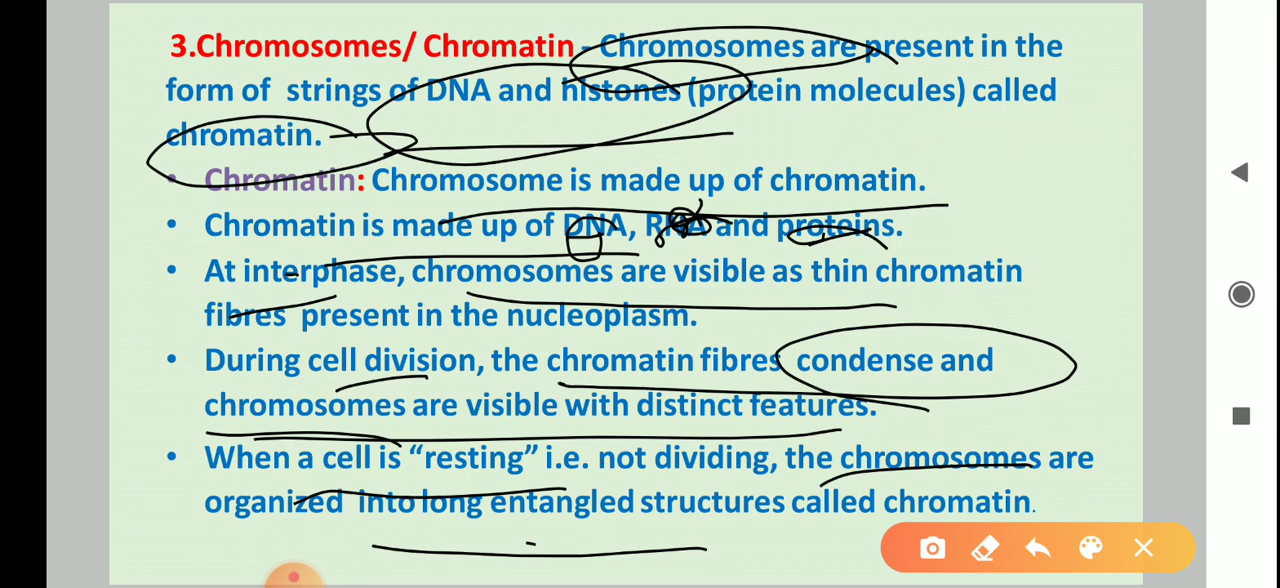 3.Chromosomes/ Chromatin - Chromosomes are present in the
form of strings of DNA and histones (protein molecules) called
chromatin.
• Chromatin: Chromosome is made up of chromatin.
• Chromatin is made up of DNA, RNA and proteins.
• At interphase, chromosomes are visible as thin chromatin
fibres present in the nucleoplasm.
• During cell division, the chromatin fibres condense and
chromosomes are visible with distinct features.
• When a cell is “resting” i.e. not dividing, the chromosomes are
organized into long entangled structures called chromatin.